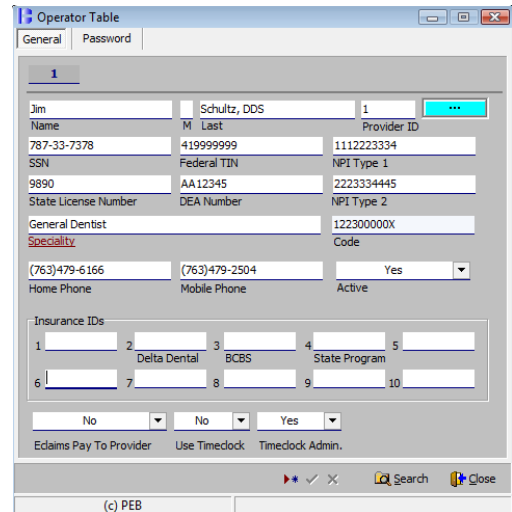 Operator Table
General Password
1
Jim Schultz, DDS 1 ...
Name M Last Provider ID
787-33-7378 419999999 1112223334
SSN Federal TIN NPI Type 1
9890 AA12345 2223334445
State License Number DEA Number NPI Type 2
General Dentist 122300000X
Speciality Code
(763)479-6166 (763)479-2504 Yes
Home Phone Mobile Phone Active
Insurance IDs
1 2 3 4 5
Delta Dental BCBS State Program
6 7 8 9 10
No No Yes
Eclaims Pay To Provider Use Timeclock Timeclock Admin.
Search Close
(c) PEB